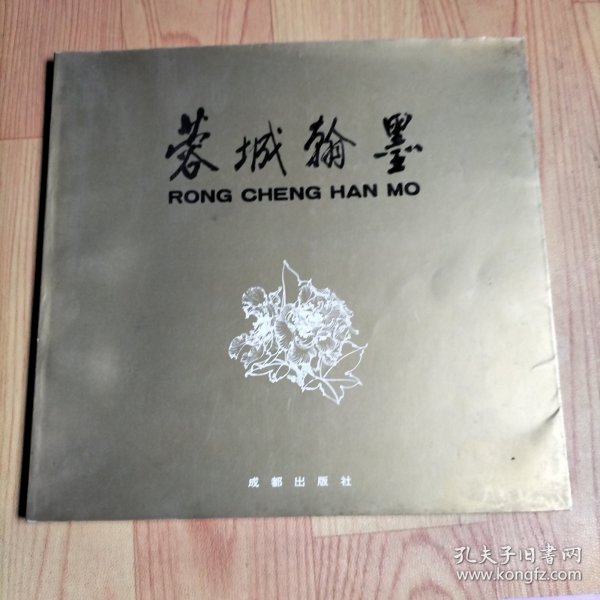 蓉城翰墨
RONG CHENG HAN MO
成都出版社
孔夫子旧书网
www.kongfz.com